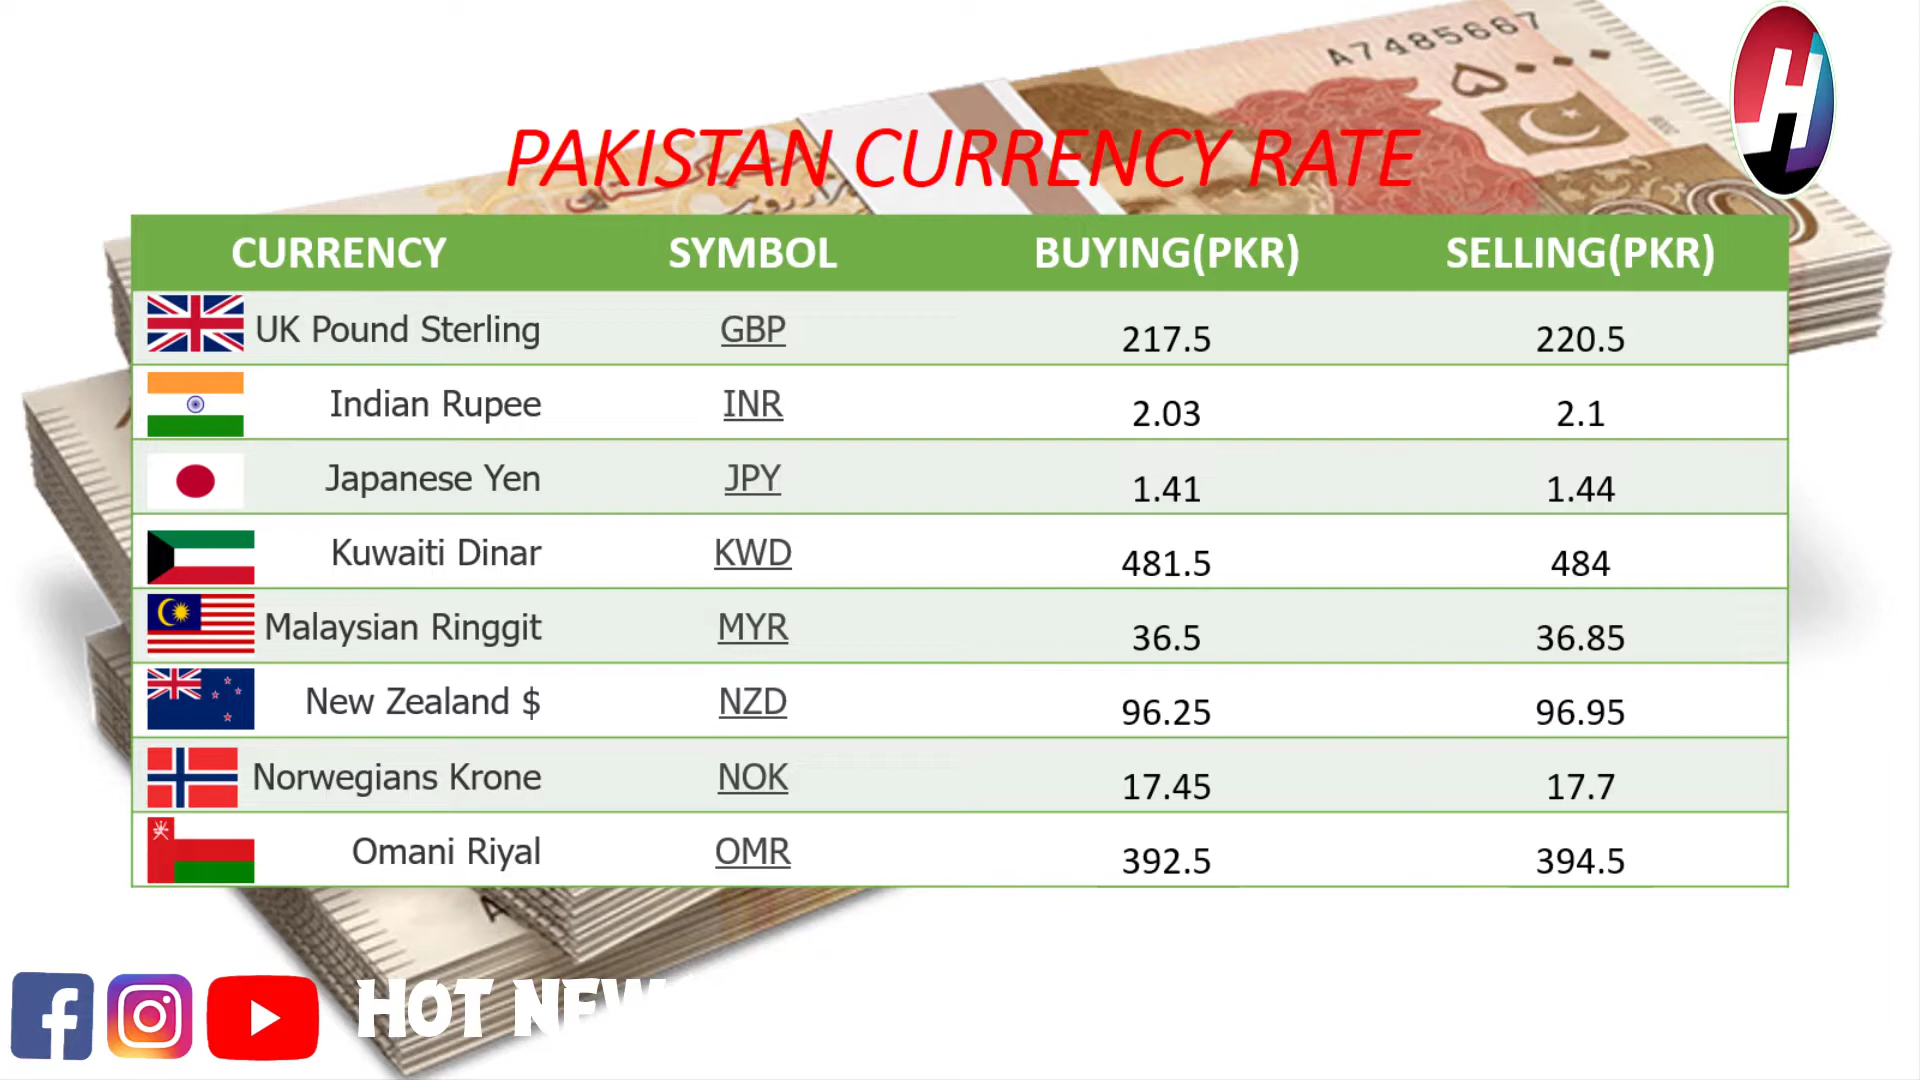 A7485667
۵۰۰۰
PAKISTAN CURRENCY RATE
CURRENCY SYMBOL BUYING(PKR) SELLING(PKR)
UK Pound Sterling GBP 217.5 220.5
Indian Rupee INR 2.03 2.1
Japanese Yen JPY 1.41 1.44
Kuwaiti Dinar KWD 481.5 484
Malaysian Ringgit MYR 36.5 36.85
New Zealand $ NZD 96.25 96.95
Norwegians Krone NOK 17.45 17.7
Omani Riyal OMR 392.5 394.5
HOT NEW